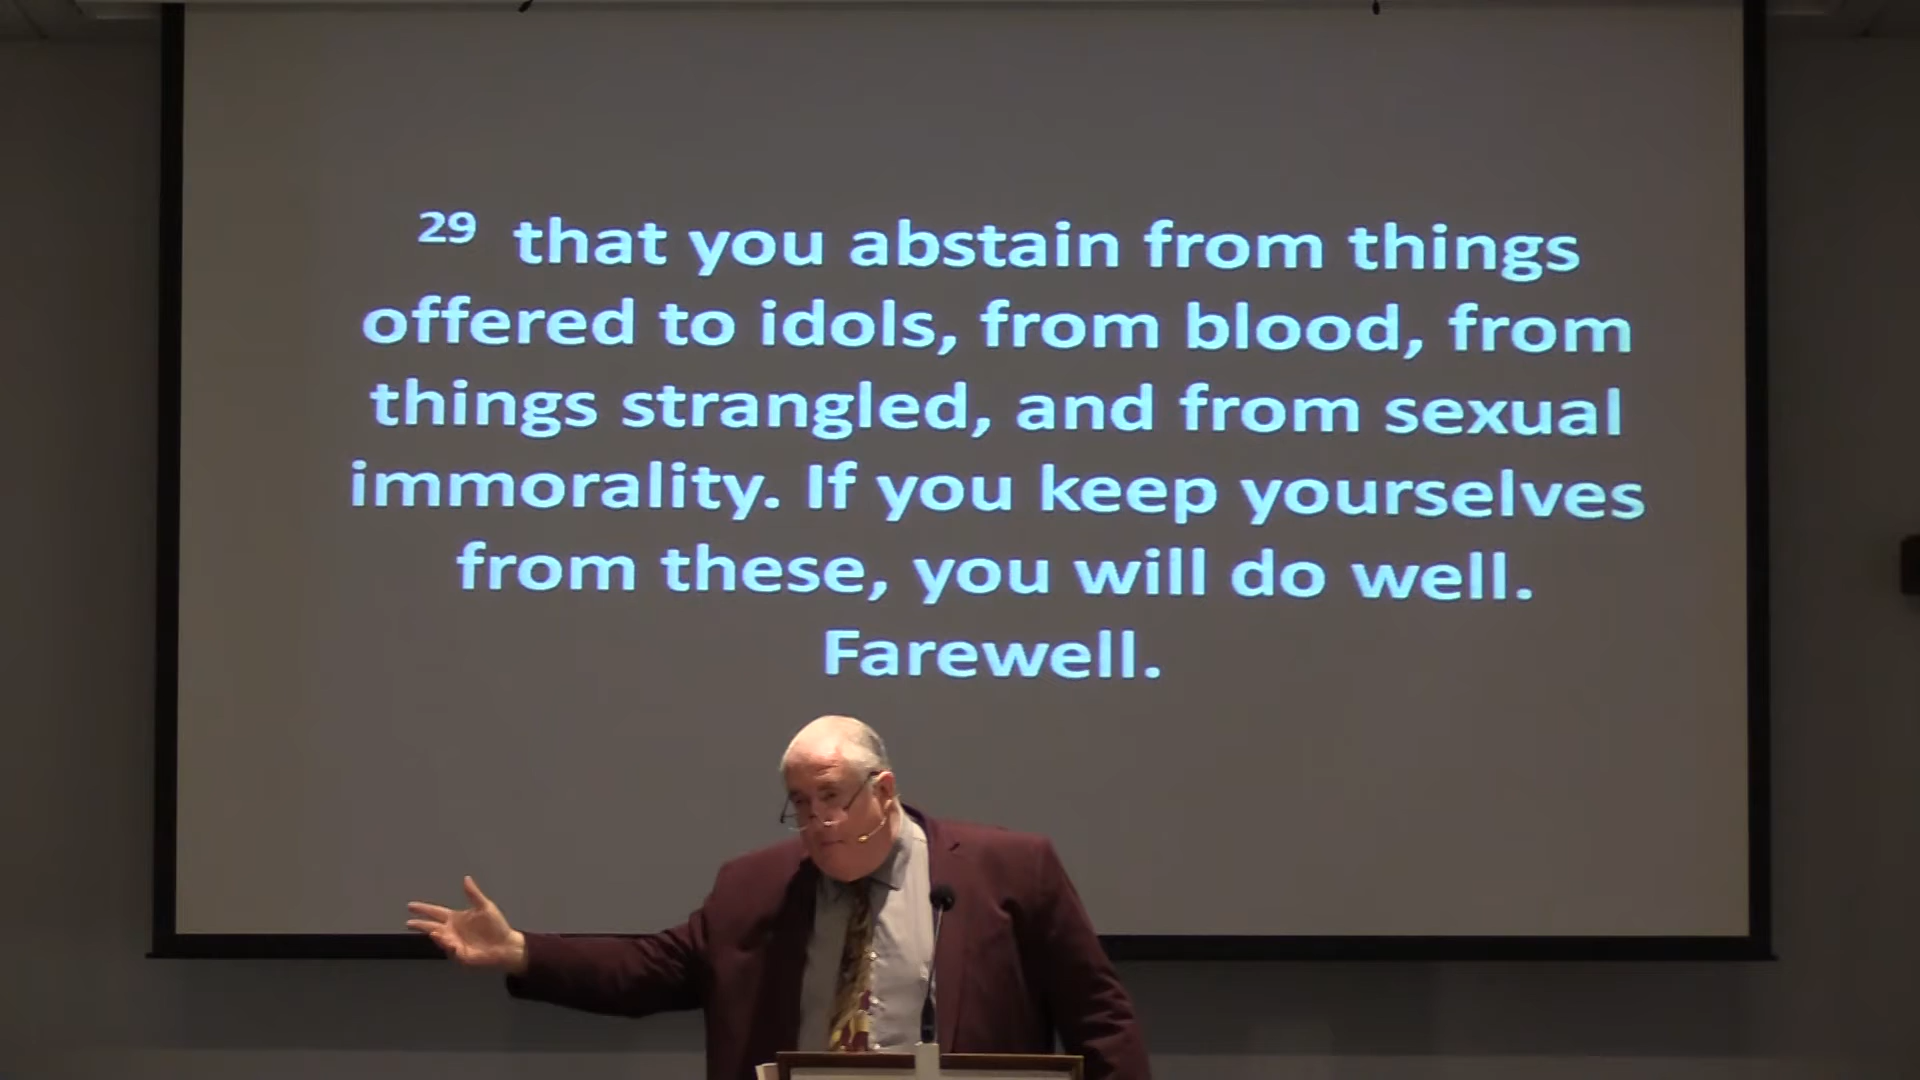 29 that you abstain from things
offered to idols, from blood, from
things strangled, and from sexual
immorality. If you keep yourselves
from these, you will do well.
Farewell.